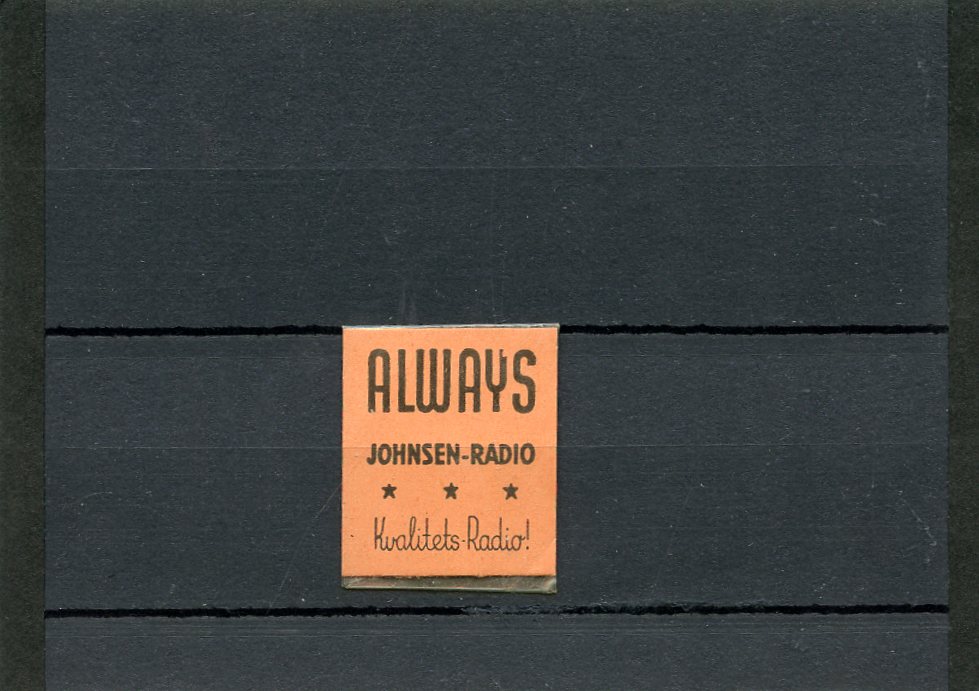 ALWAYS
JOHNSEN-RADIO
★ ★ ★
Kvalitets-Radio!